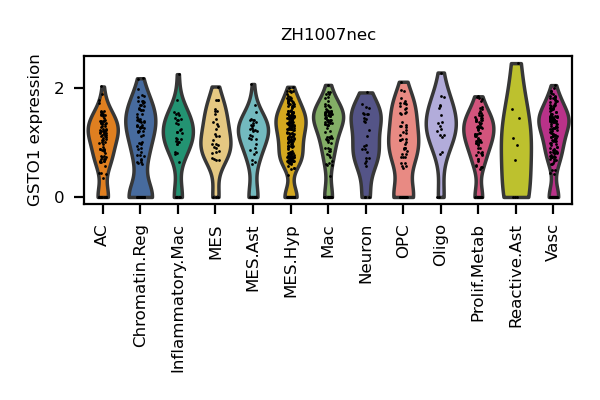 ZH1007nec
GSTO1 expression
2
0
AC
Chromatin.Reg
Inflammatory.Mac
MES
MES.Ast
MES.Hyp
Mac
Neuron
OPC
Oligo
Prolif.Metab
Reactive.Ast
Vasc